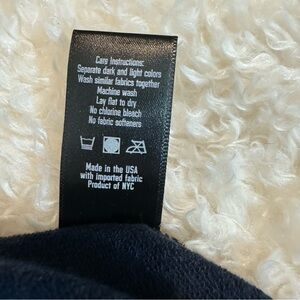 Care Instructions:
Separate dark and light colors
Wash similar fabrics together
Machine wash
Lay flat to dry
No chlorine bleach
No fabric softeners
Made in the USA
with imported fabric
Product of NYC